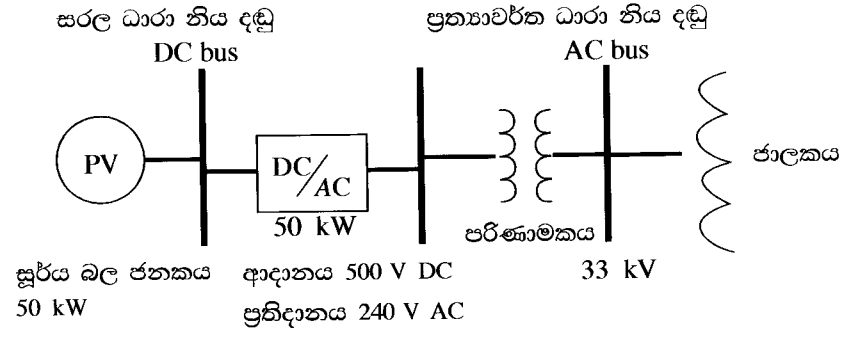 සරල ධාරා නිය දඬු
DC bus
ප්‍රත්‍යාවර්ත ධාරා නිය දඬු
AC bus
PV
DC/AC
50 kW
ජාලකය
පරිණාමකය
සූර්ය බල ජනකය
50 kW
ආදානය 500 V DC
ප්‍රතිදානය 240 V AC
33 kV